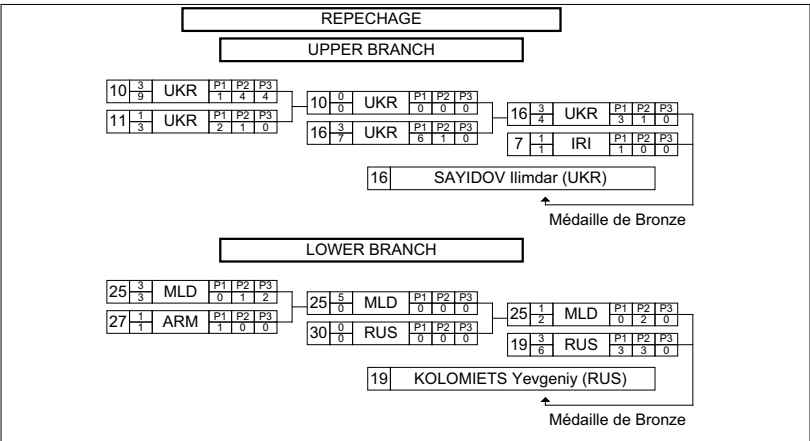 REPECHAGE
UPPER BRANCH
10 3 9 UKR P1 P2 P3 1 4 4
11 1 3 UKR P1 P2 P3 2 1 0
10 0 0 UKR P1 P2 P3 0 0 0
16 3 7 UKR P1 P2 P3 6 1 0
16 3 4 UKR P1 P2 P3 3 1 0
7 1 1 IRI P1 P2 P3 1 0 0
16 SAYIDOV Ilimdar (UKR)
Médaille de Bronze
LOWER BRANCH
25 3 3 MLD P1 P2 P3 0 1 2
27 1 1 ARM P1 P2 P3 1 0 0
25 5 0 MLD P1 P2 P3 0 0 0
30 0 0 RUS P1 P2 P3 0 0 0
25 1 2 MLD P1 P2 P3 0 2 0
19 3 6 RUS P1 P2 P3 3 3 0
19 KOLOMIETS Yevgeniy (RUS)
Médaille de Bronze